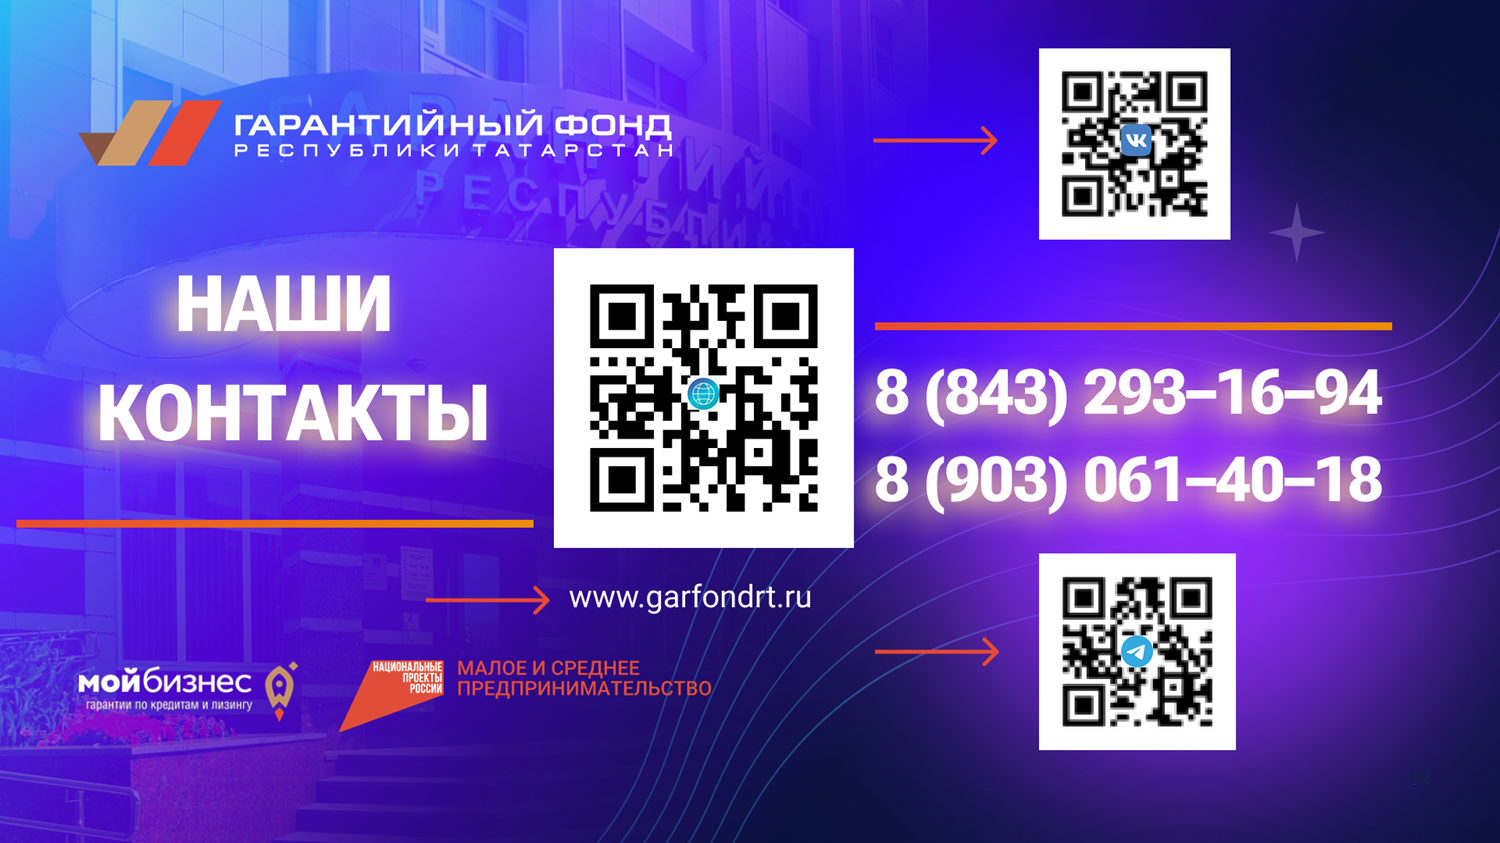 ГАРАНТИЙНЫЙ ФОНД
РЕСПУБЛИКИ ТАТАРСТАН
НАШИ
КОНТАКТЫ
8 (843) 293–16–94
8 (903) 061–40–18
www.garfondrt.ru
мойбизнес
гарантии по кредитам и лизингу
НАЦИОНАЛЬНЫЕ
ПРОЕКТЫ
РОССИИ
МАЛОЕ И СРЕДНЕЕ
ПРЕДПРИНИМАТЕЛЬСТВО